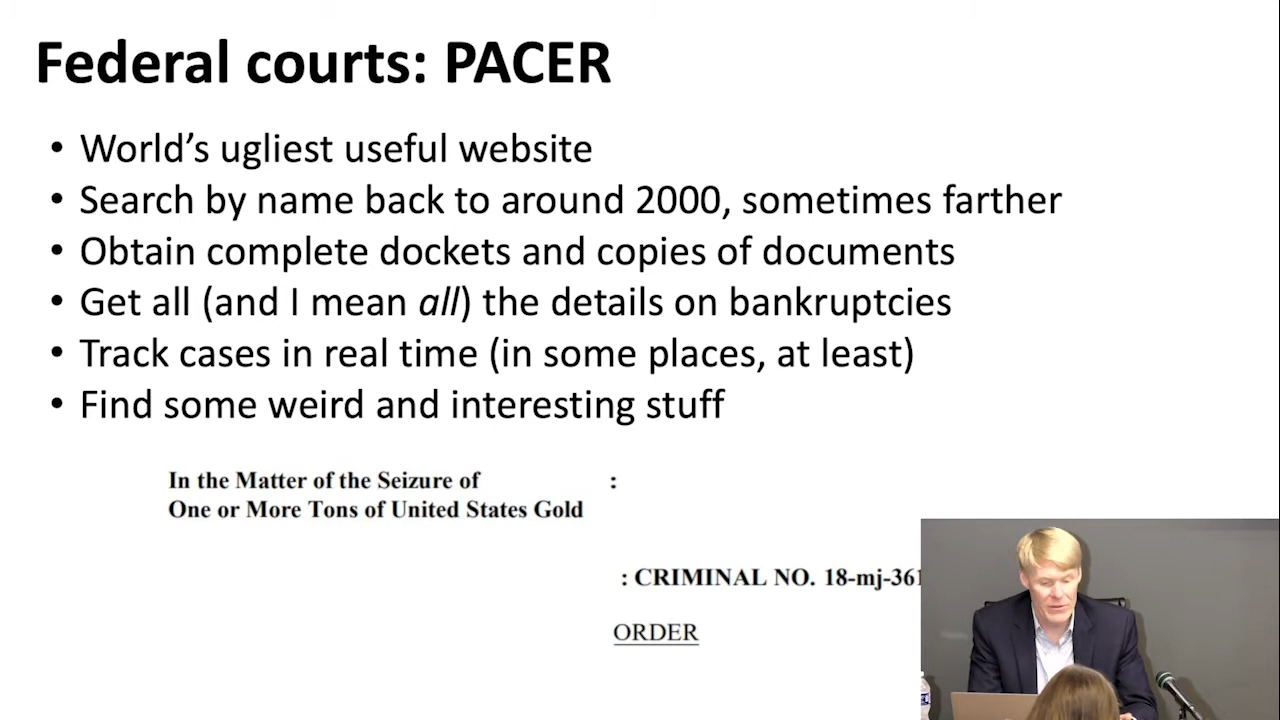 Federal courts: PACER
• World’s ugliest useful website
• Search by name back to around 2000, sometimes farther
• Obtain complete dockets and copies of documents
• Get all (and I mean all) the details on bankruptcies
• Track cases in real time (in some places, at least)
• Find some weird and interesting stuff
In the Matter of the Seizure of :
One or More Tons of United States Gold
: CRIMINAL NO. 18-mj-361
ORDER